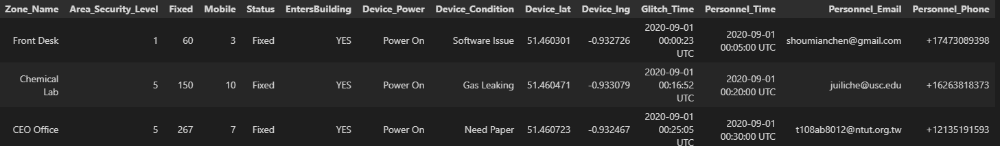 Zone_Name Area_Security_Level Fixed Mobile Status EntersBuilding Device_Power Device_Condition Device_lat Device_lng Glitch_Time Personnel_Time Personnel_Email Personnel_Phone
Front Desk 1 60 3 Fixed YES Power On Software Issue 51.460301 -0.932726 2020-09-01 00:00:23 UTC 2020-09-01 00:05:00 UTC shoumianchen@gmail.com +17473089398
Chemical Lab 5 150 10 Fixed YES Power On Gas Leaking 51.460471 -0.933079 2020-09-01 00:16:52 UTC 2020-09-01 00:20:00 UTC juiliche@usc.edu +16263818373
CEO Office 5 267 7 Fixed YES Power On Need Paper 51.460723 -0.932467 2020-09-01 00:25:05 UTC 2020-09-01 00:30:00 UTC t108ab8012@ntut.org.tw +12135191593